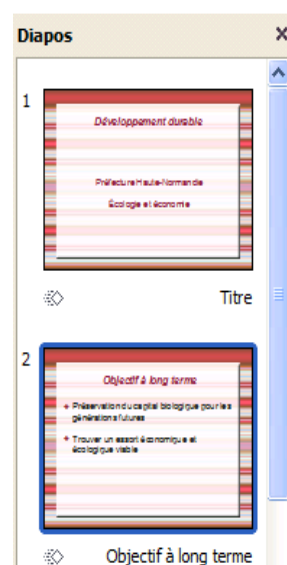 Diapos
1
Développement durable
Préfecture Haute-Normandie
Écologie et économie
Titre
2
Objectif à long terme
Préservation du capital biologique pour les
générations futures
Trouver un essort économique et
écologique viable
Objectif à long terme